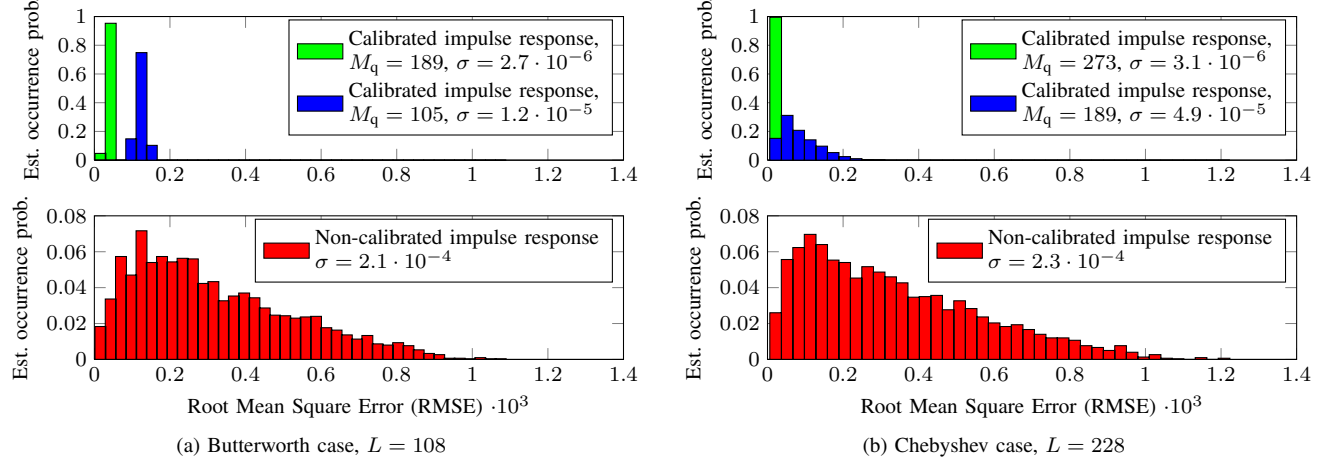 Est. occurrence prob.
1
0.8
0.6
0.4
0.2
0
0 0.2 0.4 0.6 0.8 1 1.2 1.4
Calibrated impulse response,
M_q = 189, σ = 2.7 · 10^−6
Calibrated impulse response,
M_q = 105, σ = 1.2 · 10^−5
Est. occurrence prob.
0.08
0.06
0.04
0.02
0
0 0.2 0.4 0.6 0.8 1 1.2 1.4
Non-calibrated impulse response
σ = 2.1 · 10^−4
Root Mean Square Error (RMSE) ·10^3
(a) Butterworth case, L = 108
Est. occurrence prob.
1
0.8
0.6
0.4
0.2
0
0 0.2 0.4 0.6 0.8 1 1.2 1.4
Calibrated impulse response,
M_q = 273, σ = 3.1 · 10^−6
Calibrated impulse response,
M_q = 189, σ = 4.9 · 10^−5
Est. occurrence prob.
0.08
0.06
0.04
0.02
0
0 0.2 0.4 0.6 0.8 1 1.2 1.4
Non-calibrated impulse response
σ = 2.3 · 10^−4
Root Mean Square Error (RMSE) ·10^3
(b) Chebyshev case, L = 228